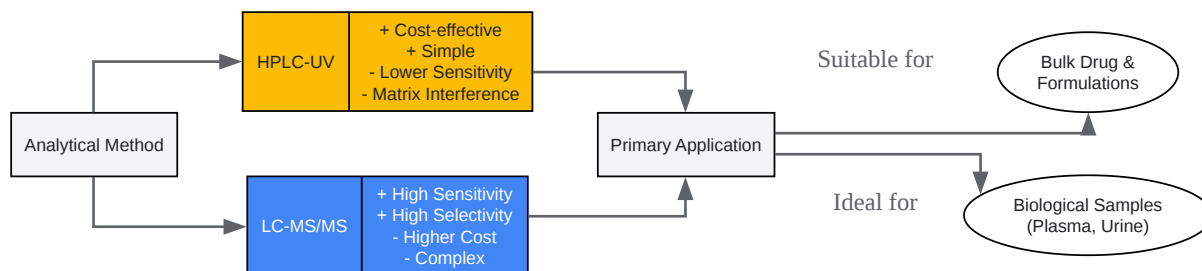 Analytical Method
HPLC-UV
+ Cost-effective
+ Simple
- Lower Sensitivity
- Matrix Interference
LC-MS/MS
+ High Sensitivity
+ High Selectivity
- Higher Cost
- Complex
Primary Application
Suitable for
Bulk Drug &
Formulations
Ideal for
Biological Samples
(Plasma, Urine)